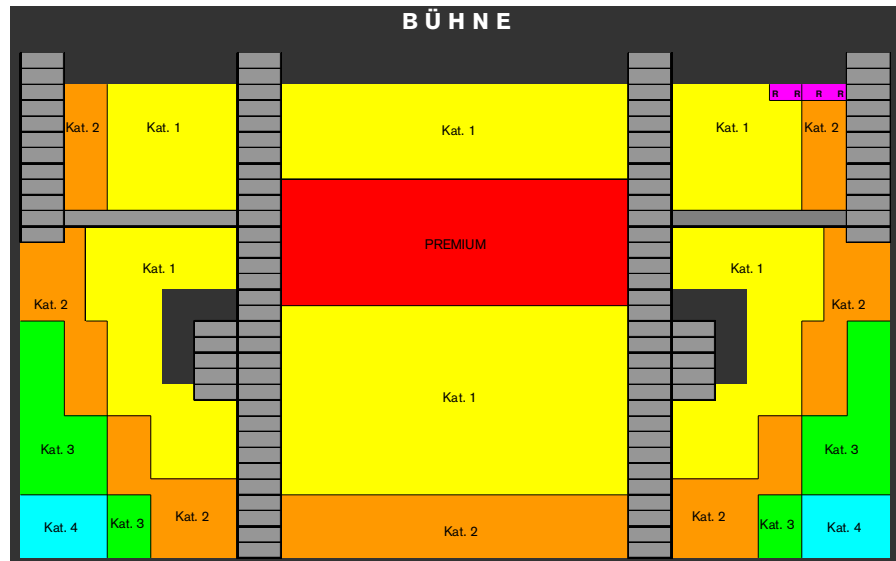 BÜHNE
R R R R
Kat. 2 Kat. 1 Kat. 1 Kat. 1 Kat. 2
PREMIUM
Kat. 1 Kat. 1
Kat. 2 Kat. 2
Kat. 1
Kat. 3 Kat. 3
Kat. 4 Kat. 3 Kat. 2 Kat. 2 Kat. 2 Kat. 3 Kat. 4